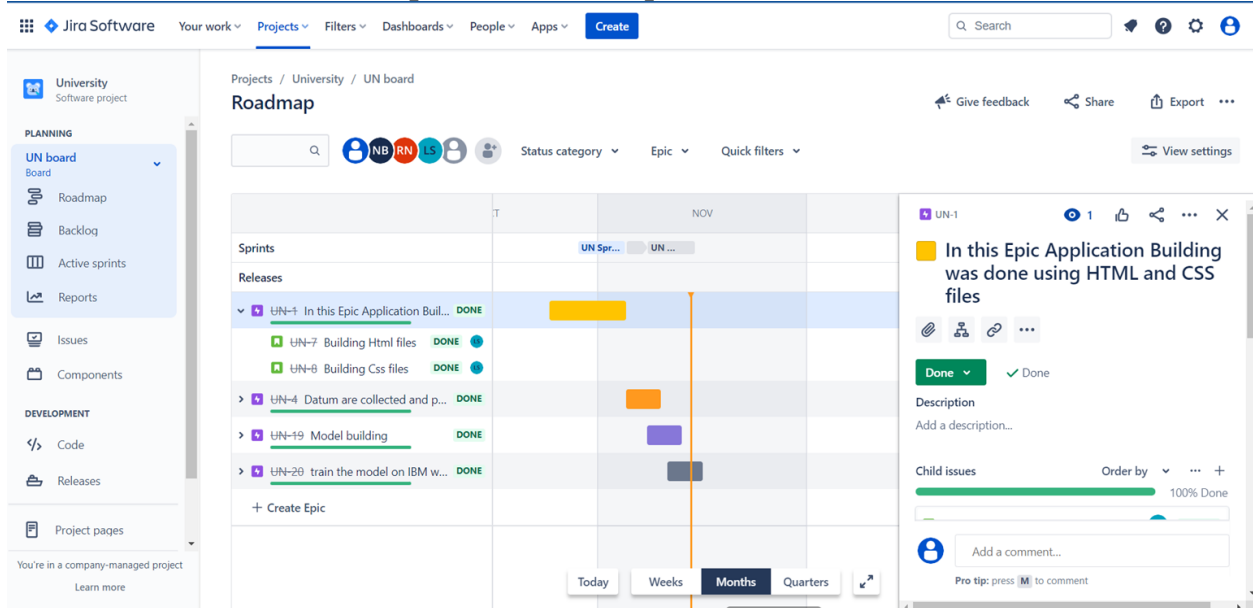 Jira Software Your work Projects Filters Dashboards People Apps Create Search
University
Software project
PLANNING
UN board
Board
Roadmap
Backlog
Active sprints
Reports
Issues
Components
DEVELOPMENT
Code
Releases
Project pages
You're in a company-managed project
Learn more
Projects / University / UN board
Roadmap
Give feedback Share Export
NB RN LS Status category Epic Quick filters View settings
T NOV
Sprints UN Spr... UN ...
Releases
UN-1 In this Epic Application Buil... DONE
UN-7 Building Html files DONE LS
UN-8 Building Css files DONE LS
UN-4 Datum are collected and p... DONE
UN-19 Model building DONE
UN-20 train the model on IBM w... DONE
+ Create Epic
Today Weeks Months Quarters
UN-1 1
In this Epic Application Building
was done using HTML and CSS
files
Done Done
Description
Add a description...
Child issues Order by
100% Done
Add a comment...
Pro tip: press M to comment